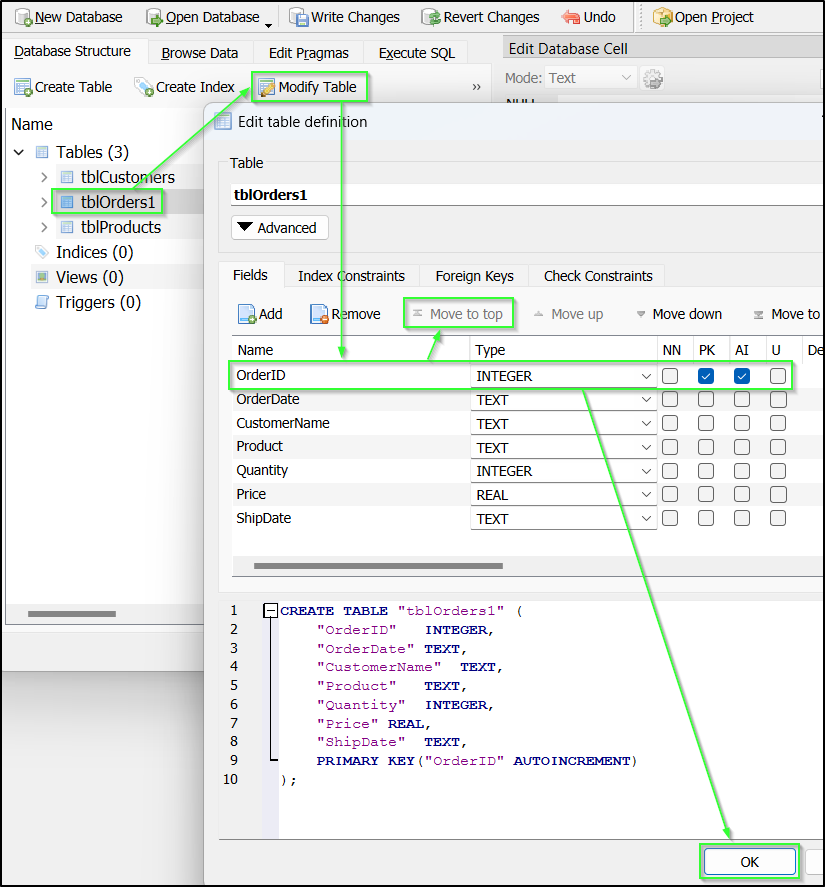 New Database Open Database Write Changes Revert Changes Undo Open Project
Database Structure Browse Data Edit Pragmas Execute SQL Edit Database Cell
Create Table Create Index Modify Table » Mode: Text
Name
Edit table definition
Tables (3)
tblCustomers
tblOrders1
tblProducts
Indices (0)
Views (0)
Triggers (0)
Table
tblOrders1
Advanced
Fields Index Constraints Foreign Keys Check Constraints
Add Remove Move to top Move up Move down Move to
Name Type NN PK AI U De
OrderID INTEGER
OrderDate TEXT
CustomerName TEXT
Product TEXT
Quantity INTEGER
Price REAL
ShipDate TEXT
1 CREATE TABLE "tblOrders1" (
2 "OrderID" INTEGER,
3 "OrderDate" TEXT,
4 "CustomerName" TEXT,
5 "Product" TEXT,
6 "Quantity" INTEGER,
7 "Price" REAL,
8 "ShipDate" TEXT,
9 PRIMARY KEY("OrderID" AUTOINCREMENT)
10 );
OK